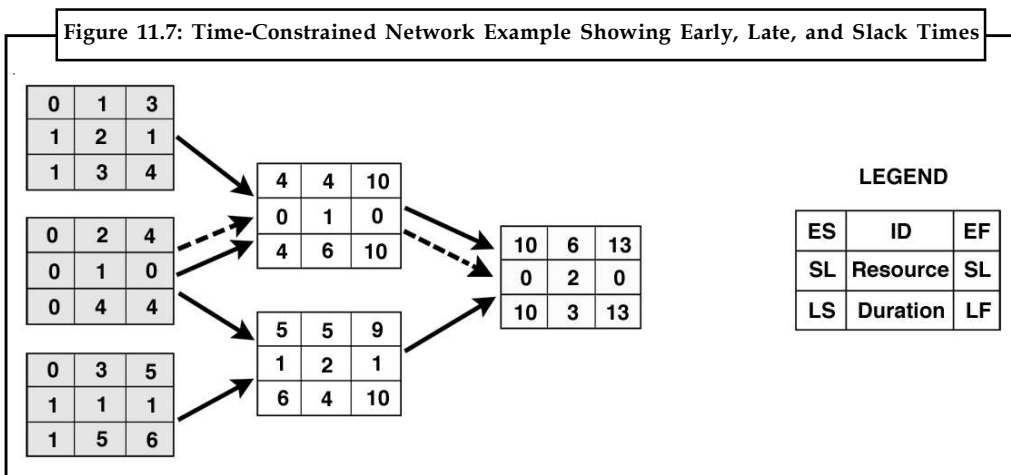 Figure 11.7: Time-Constrained Network Example Showing Early, Late, and Slack Times
0 1 3
1 2 1
1 3 4
0 2 4
0 1 0
0 4 4
0 3 5
1 1 1
1 5 6
4 4 10
0 1 0
4 6 10
5 5 9
1 2 1
6 4 10
10 6 13
0 2 0
10 3 13
LEGEND
ES ID EF
SL Resource SL
LS Duration LF